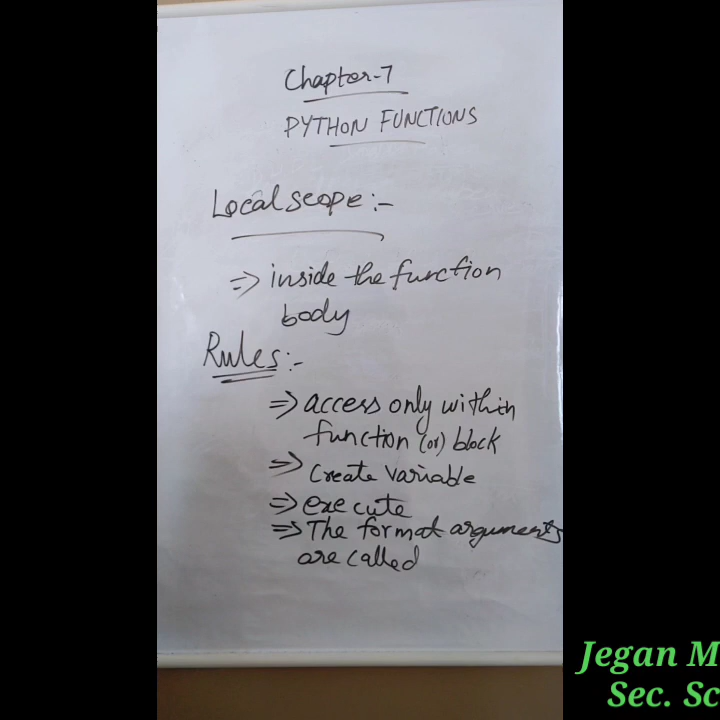 Chapter-7
PYTHON FUNCTIONS
Local scope :-
⇒ inside the function
body
Rules :-
⇒ access only within
function (or) block
⇒ Create Variable
⇒ execute
⇒ The format arguments
are called
Jegan M
Sec. Sc